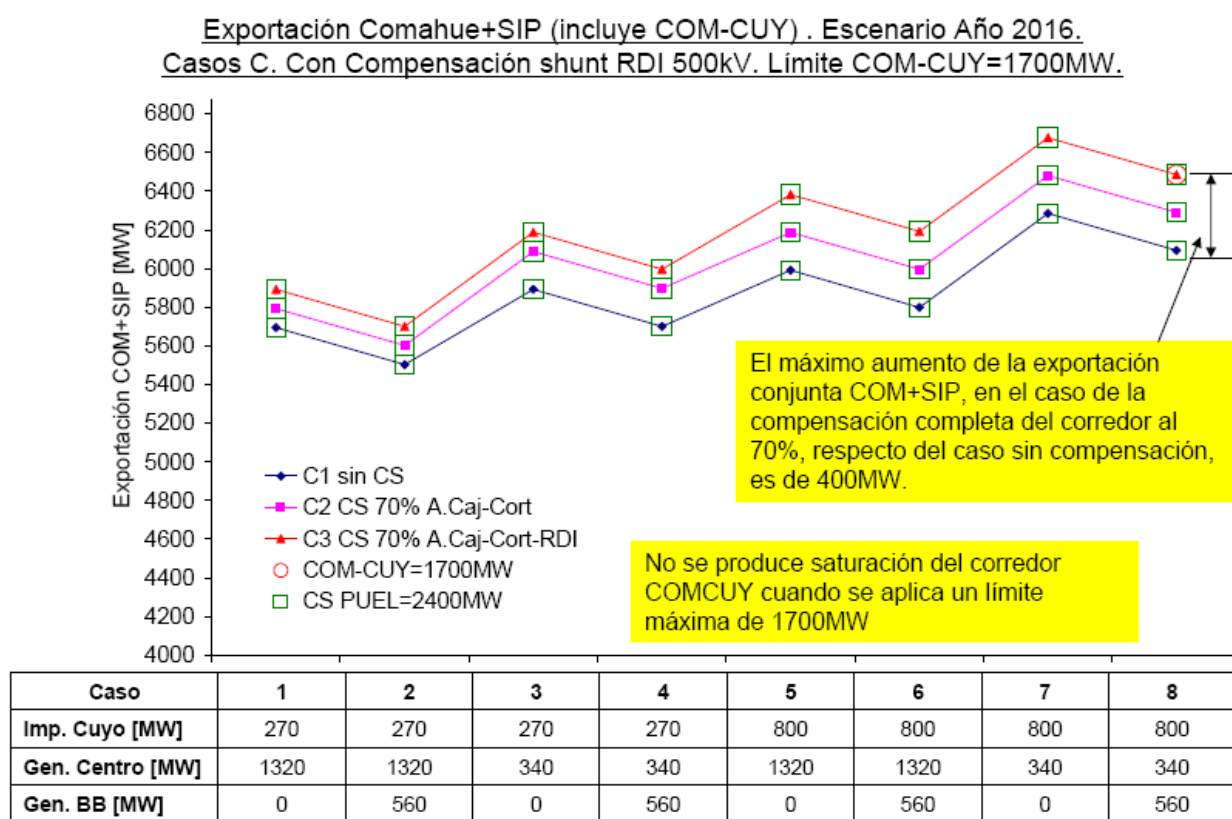 Exportación Comahue+SIP (incluye COM-CUY) . Escenario Año 2016.
Casos C. Con Compensación shunt RDI 500kV. Límite COM-CUY=1700MW.
Exportación COM+SIP [MW]
6800
6600
6400
6200
6000
5800
5600
5400
5200
5000
4800
4600
4400
4200
4000
C1 sin CS
C2 CS 70% A.Caj-Cort
C3 CS 70% A.Caj-Cort-RDI
COM-CUY=1700MW
CS PUEL=2400MW
El máximo aumento de la exportación
conjunta COM+SIP, en el caso de la
compensación completa del corredor al
70%, respecto del caso sin compensación,
es de 400MW.
No se produce saturación del corredor
COMCUY cuando se aplica un límite
máxima de 1700MW
Caso 1 2 3 4 5 6 7 8
Imp. Cuyo [MW] 270 270 270 270 800 800 800 800
Gen. Centro [MW] 1320 1320 340 340 1320 1320 340 340
Gen. BB [MW] 0 560 0 560 0 560 0 560